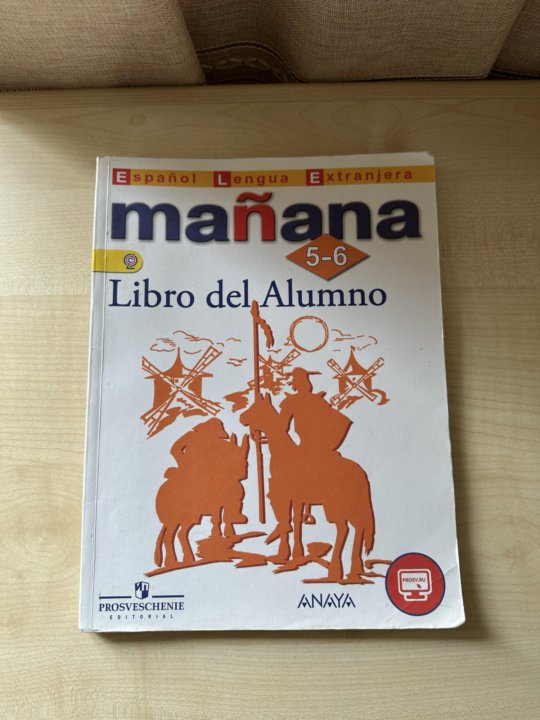 Español Lengua Extranjera
mañana
5-6
Libro del Alumno
PROSV.RU
PROSVESCHENIE
EDITORIAL
ANAYA